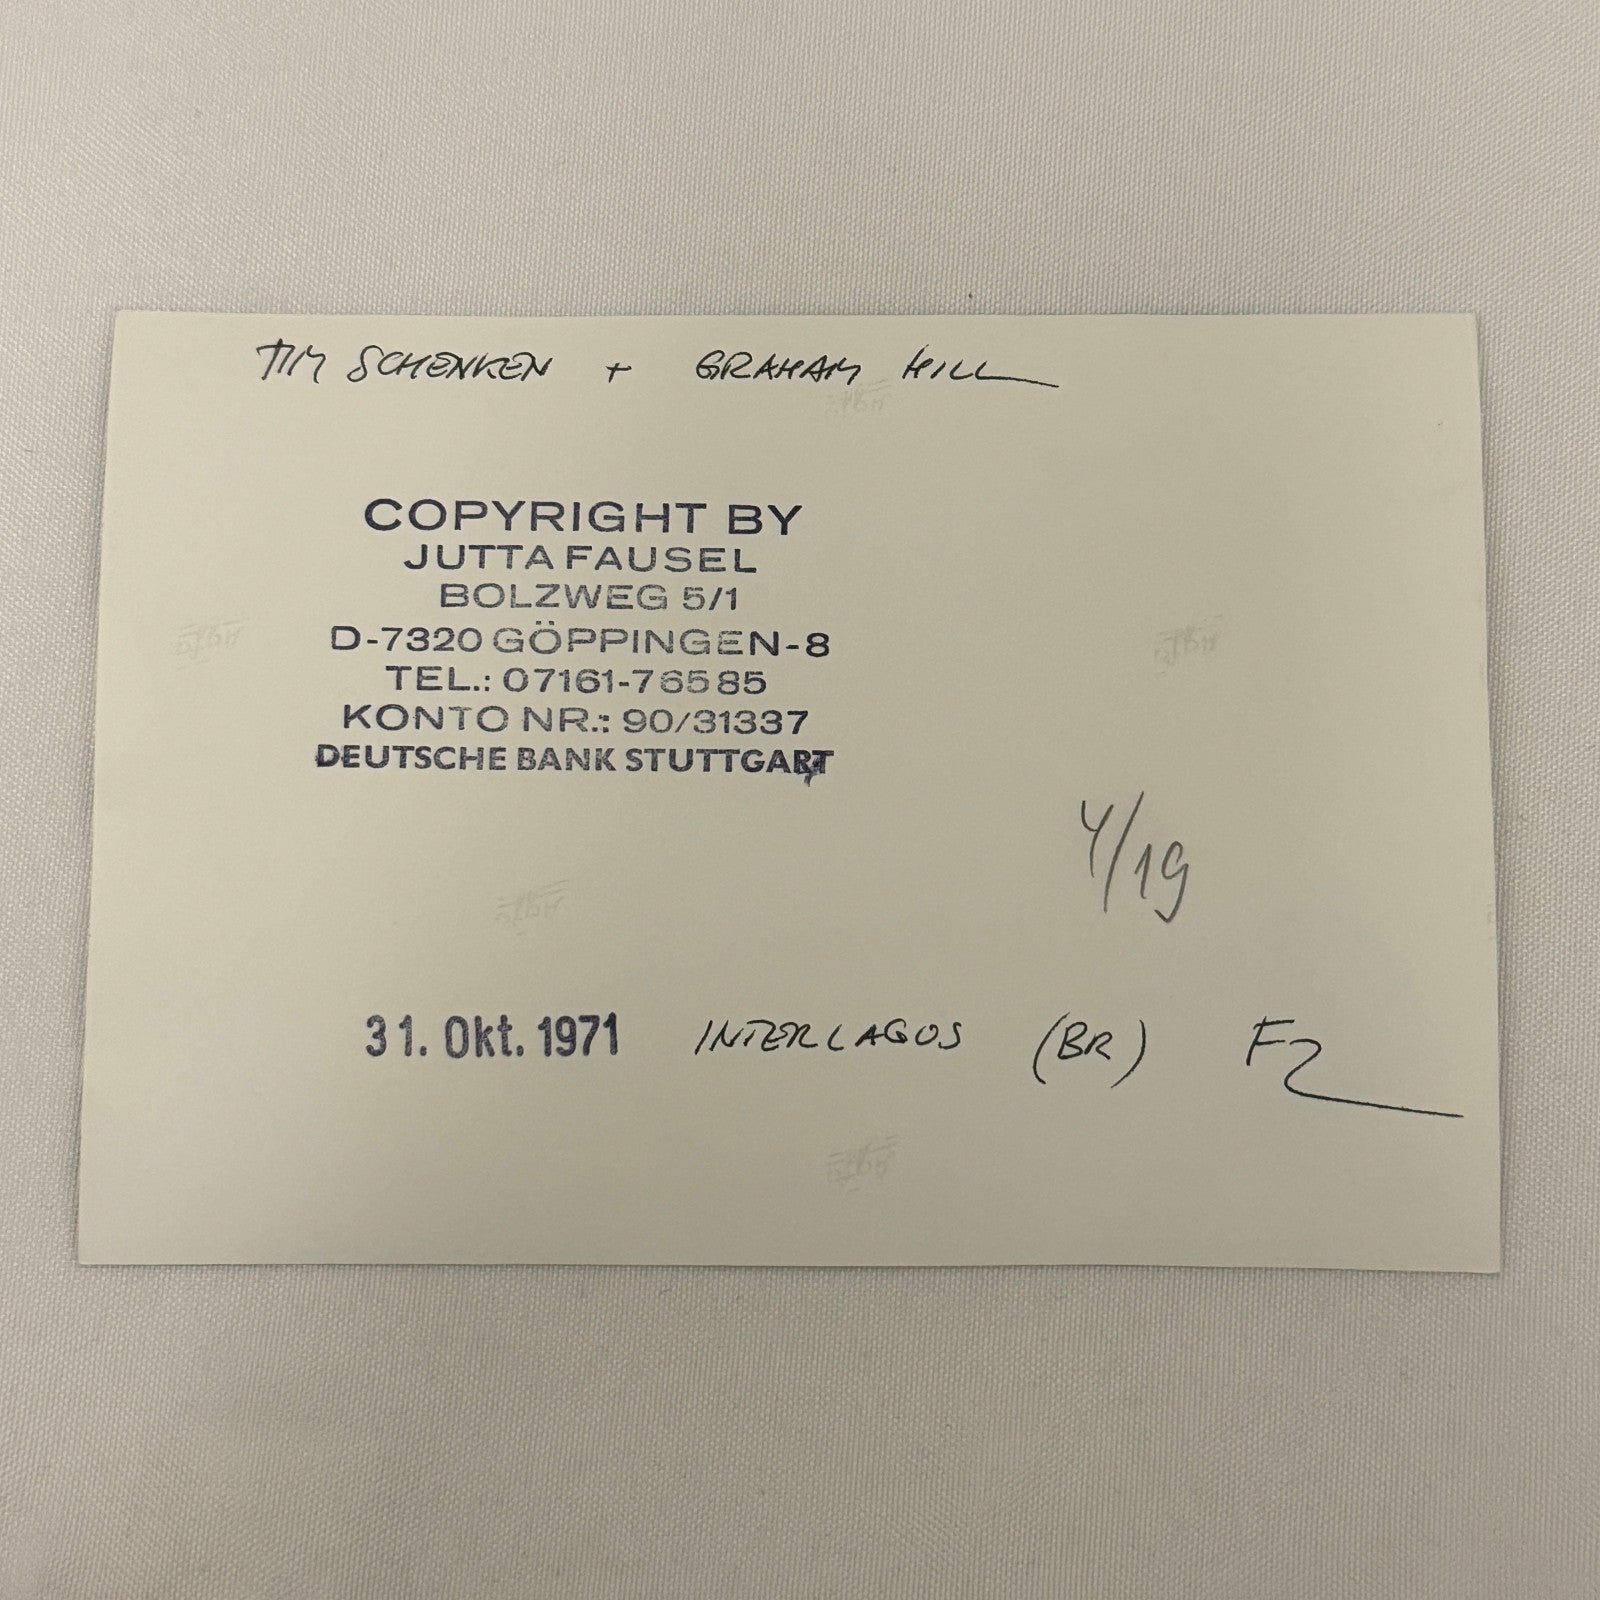 TIM SCHENKEN + GRAHAM HILL
COPYRIGHT BY
JUTTA FAUSEL
BOLZWEG 5/1
D-7320 GÖPPINGEN-8
TEL.: 07161-76585
KONTO NR.: 90/31337
DEUTSCHE BANK STUTTGART
4/19
31. Okt. 1971 INTERLAGOS (BR) F2